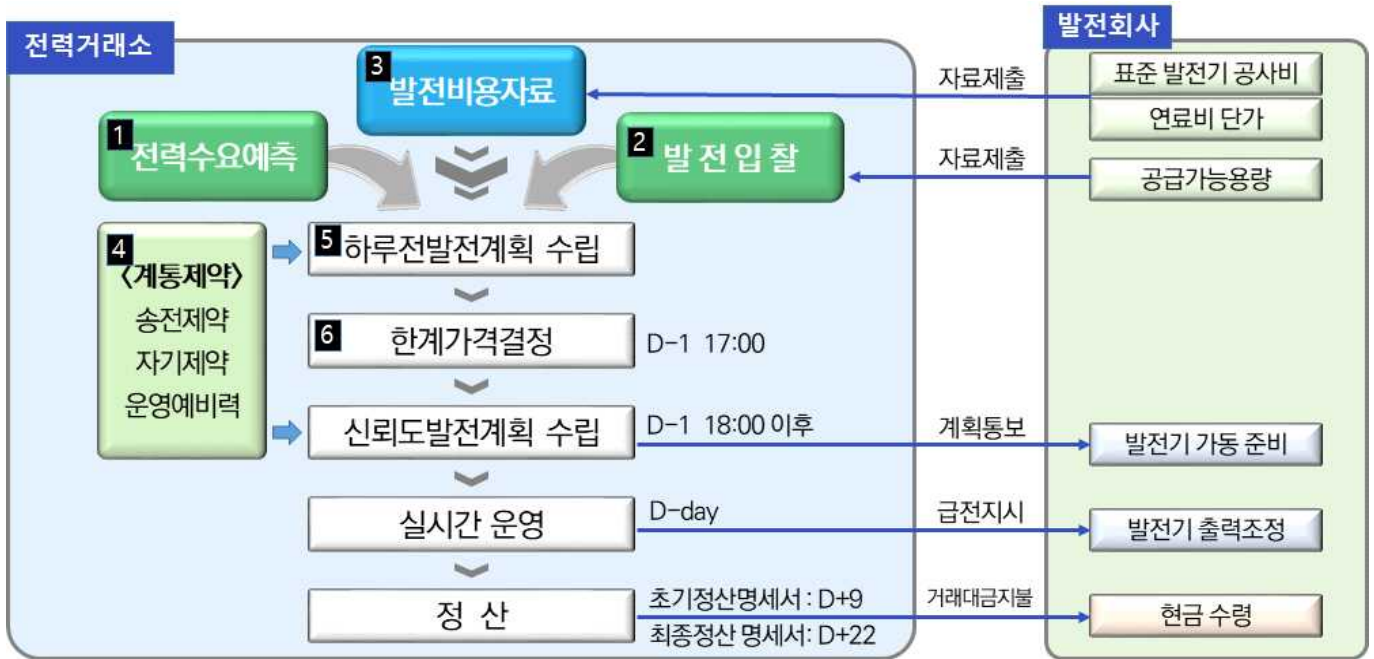 전력거래소
발전회사
3
발전비용자료
자료제출
표준 발전기 공사비
연료비 단가
1
전력수요예측
2
발전입찰
자료제출
공급가능용량
4
<계통제약>
송전제약
자기제약
운영예비력
5
하루전발전계획 수립
6
한계가격결정
D-1 17:00
신뢰도발전계획 수립
D-1 18:00 이후
계획통보
발전기 가동 준비
실시간 운영
D-day
급전지시
발전기 출력조정
정 산
초기정산명세서 : D+9
최종정산 명세서: D+22
거래대금지불
현금 수령